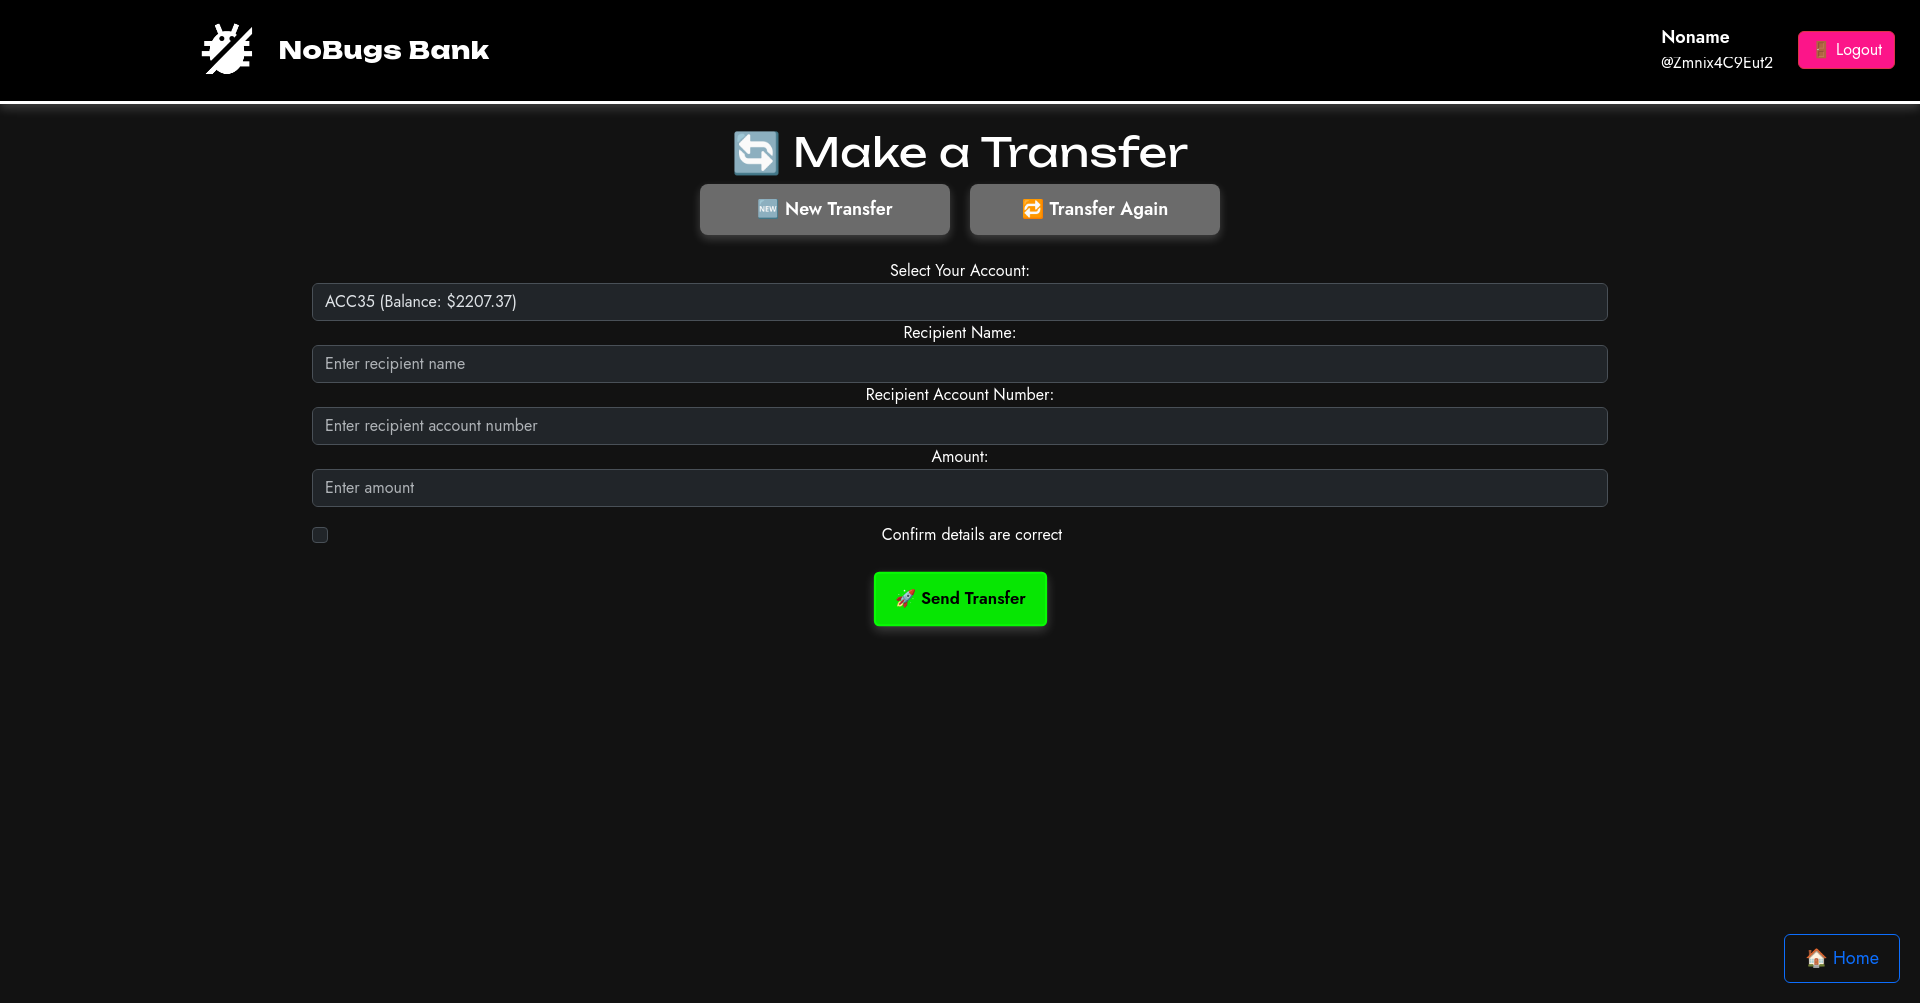 NoBugs Bank
Noname
@Zmnix4C9Eut2
🚪 Logout
🔄 Make a Transfer
🆕 New Transfer
🔁 Transfer Again
Select Your Account:
ACC35 (Balance: $2207.37)
Recipient Name:
Enter recipient name
Recipient Account Number:
Enter recipient account number
Amount:
Enter amount
Confirm details are correct
🚀 Send Transfer
🏠 Home